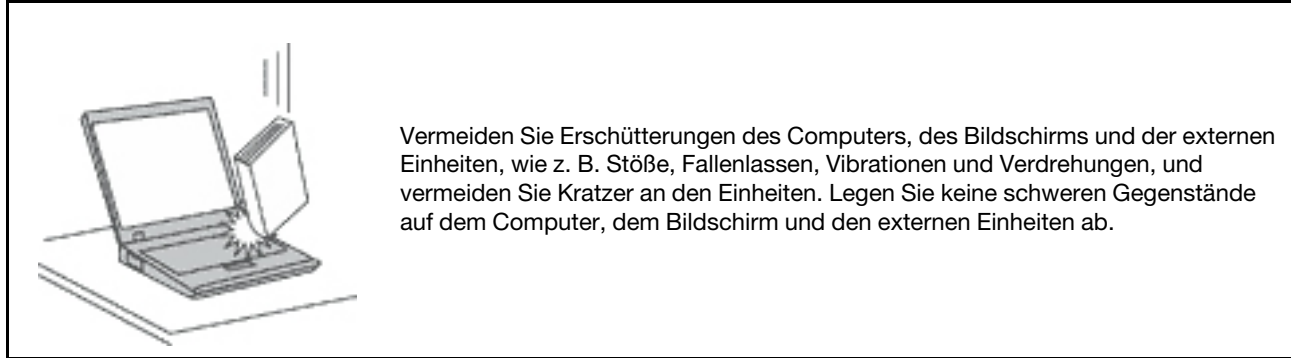 Vermeiden Sie Erschütterungen des Computers, des Bildschirms und der externen
Einheiten, wie z. B. Stöße, Fallenlassen, Vibrationen und Verdrehungen, und
vermeiden Sie Kratzer an den Einheiten. Legen Sie keine schweren Gegenstände
auf dem Computer, dem Bildschirm und den externen Einheiten ab.